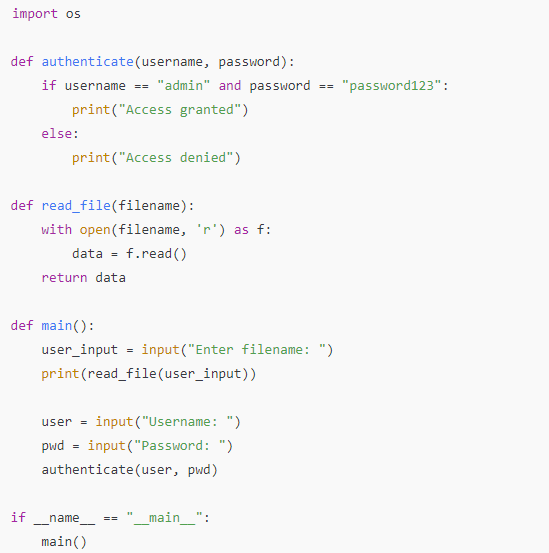 import os

def authenticate(username, password):
    if username == "admin" and password == "password123":
        print("Access granted")
    else:
        print("Access denied")

def read_file(filename):
    with open(filename, 'r') as f:
        data = f.read()
    return data

def main():
    user_input = input("Enter filename: ")
    print(read_file(user_input))

    user = input("Username: ")
    pwd = input("Password: ")
    authenticate(user, pwd)

if __name__ == "__main__":
    main()